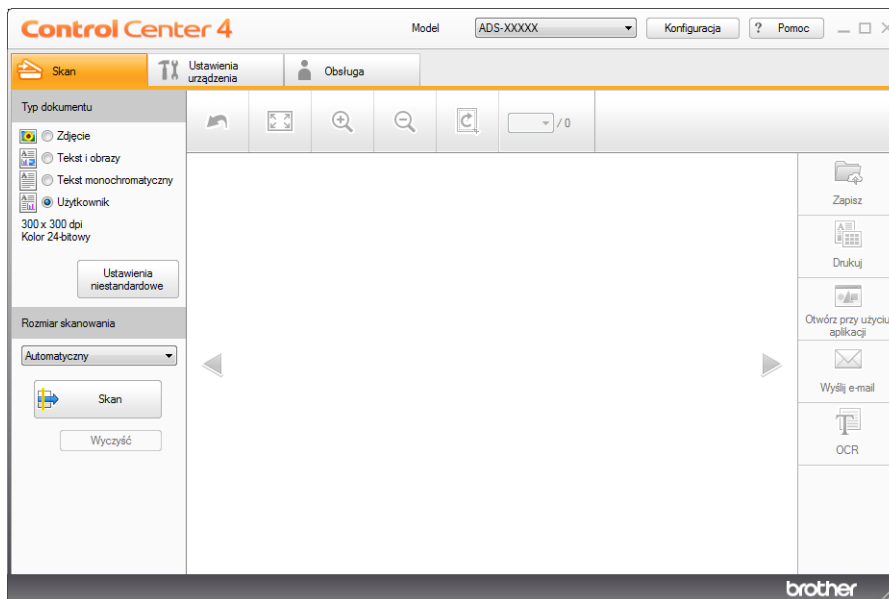 Control Center 4
Model
ADS-XXXXX
Konfiguracja
? Pomoc
Skan
Ustawienia
urządzenia
Obsługa
Typ dokumentu
Zdjęcie
Tekst i obrazy
Tekst monochromatyczny
Użytkownik
300 x 300 dpi
Kolor 24-bitowy
Ustawienia
niestandardowe
Rozmiar skanowania
Automatyczny
Skan
Wyczyść
/ 0
Zapisz
Drukuj
Otwórz przy użyciu
aplikacji
Wyślij e-mail
OCR
brother